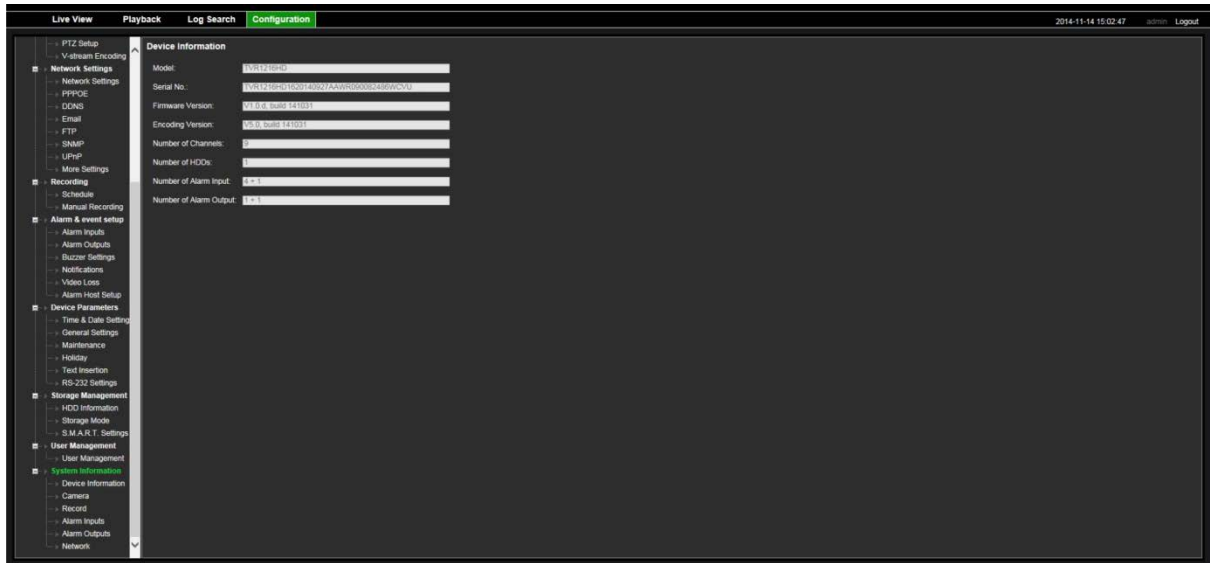 Live View Playback Log Search Configuration 2014-11-14 15:02:47 admin Logout
PTZ Setup
V-stream Encoding
Network Settings
Network Settings
PPPOE
DDNS
Email
FTP
SNMP
UPnP
More Settings
Recording
Schedule
Manual Recording
Alarm & event setup
Alarm Inputs
Alarm Outputs
Buzzer Settings
Notifications
Video Loss
Alarm Host Setup
Device Parameters
Time & Date Setting
General Settings
Maintenance
Holiday
Text Insertion
RS-232 Settings
Storage Management
HDD Information
Storage Mode
S.M.A.R.T. Settings
User Management
User Management
System Information
Device Information
Camera
Record
Alarm Inputs
Alarm Outputs
Network
Device Information
Model: TVR1216HD
Serial No.:
Firmware Version: V1.0.d, build 141031
Encoding Version: V5.0, build 141031
Number of Channels: 9
Number of HDDs: 1
Number of Alarm Input: 4 + 1
Number of Alarm Output: 1 + 1